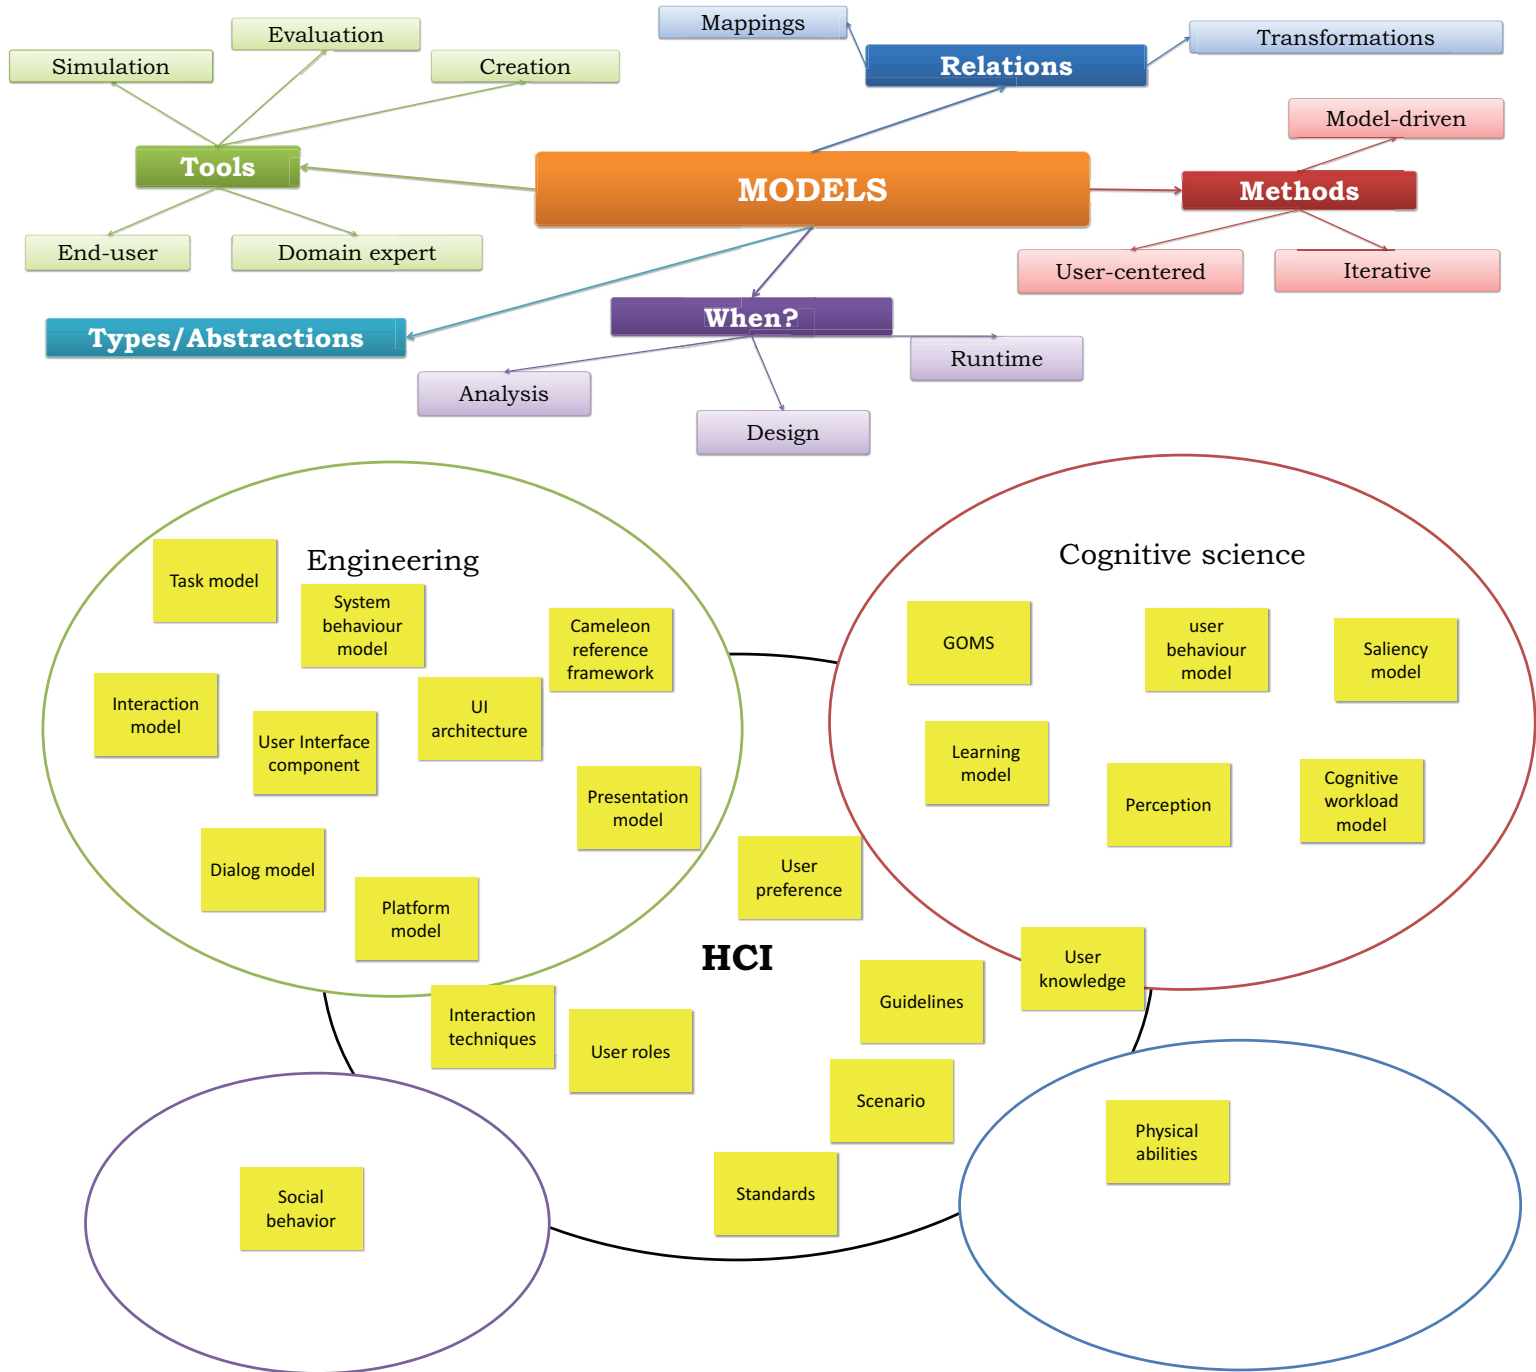 Evaluation
Simulation
Creation
Tools
End-user
Domain expert
Mappings
Relations
Transformations
MODELS
Model-driven
Methods
User-centered
Iterative
Types/Abstractions
When?
Analysis
Design
Runtime
Engineering
Task model
System
behaviour
model
Cameleon
reference
framework
Interaction
model
User Interface
component
UI
architecture
Presentation
model
Dialog model
Platform
model
Cognitive science
GOMS
user
behaviour
model
Saliency
model
Learning
model
Perception
Cognitive
workload
model
User
preference
HCI
User
knowledge
Guidelines
Interaction
techniques
User roles
Scenario
Standards
Social
behavior
Physical
abilities